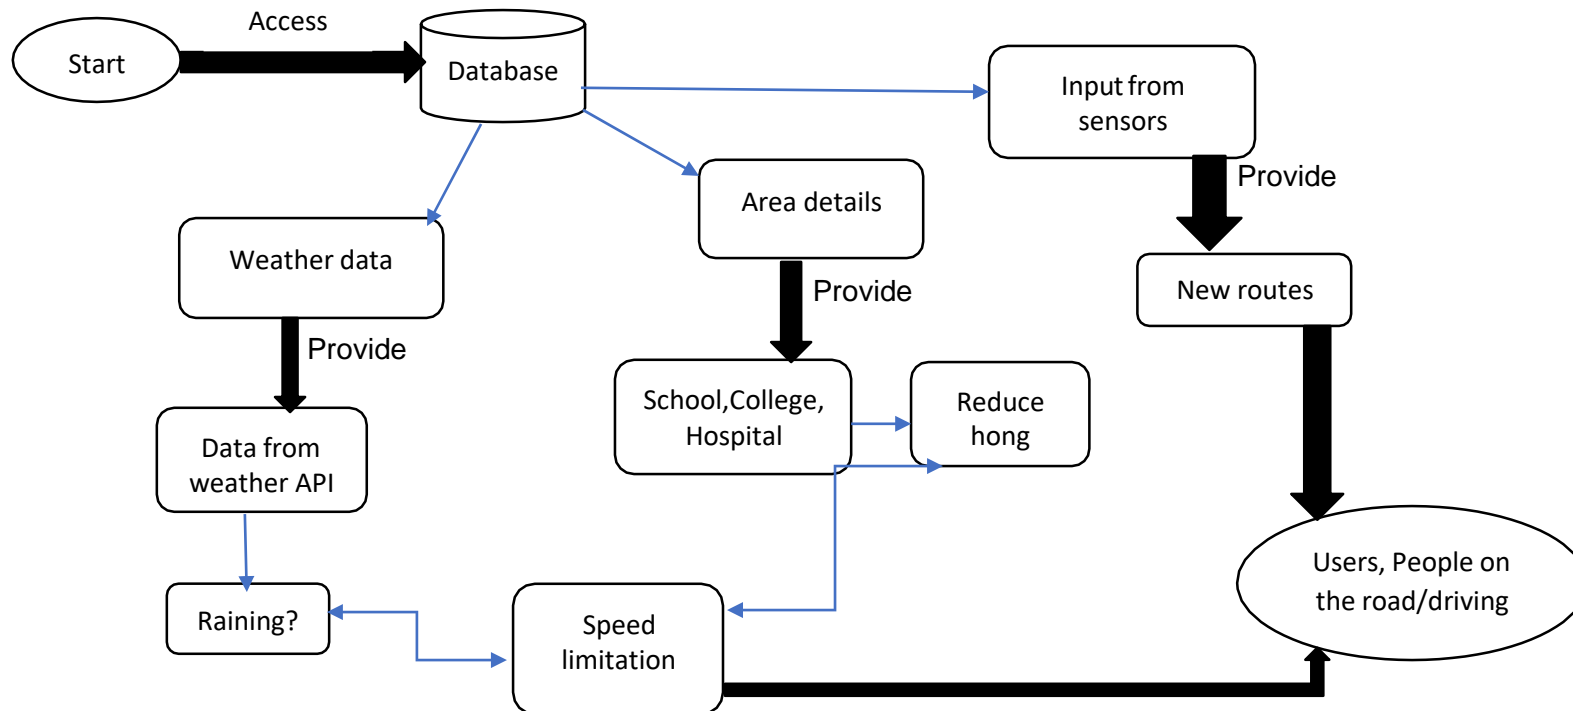 Access
Start
Database
Input from
sensors
Provide
Area details
Weather data
Provide
New routes
Provide
School,College,
Hospital
Reduce
hong
Data from
weather API
Users, People on
the road/driving
Raining?
Speed
limitation